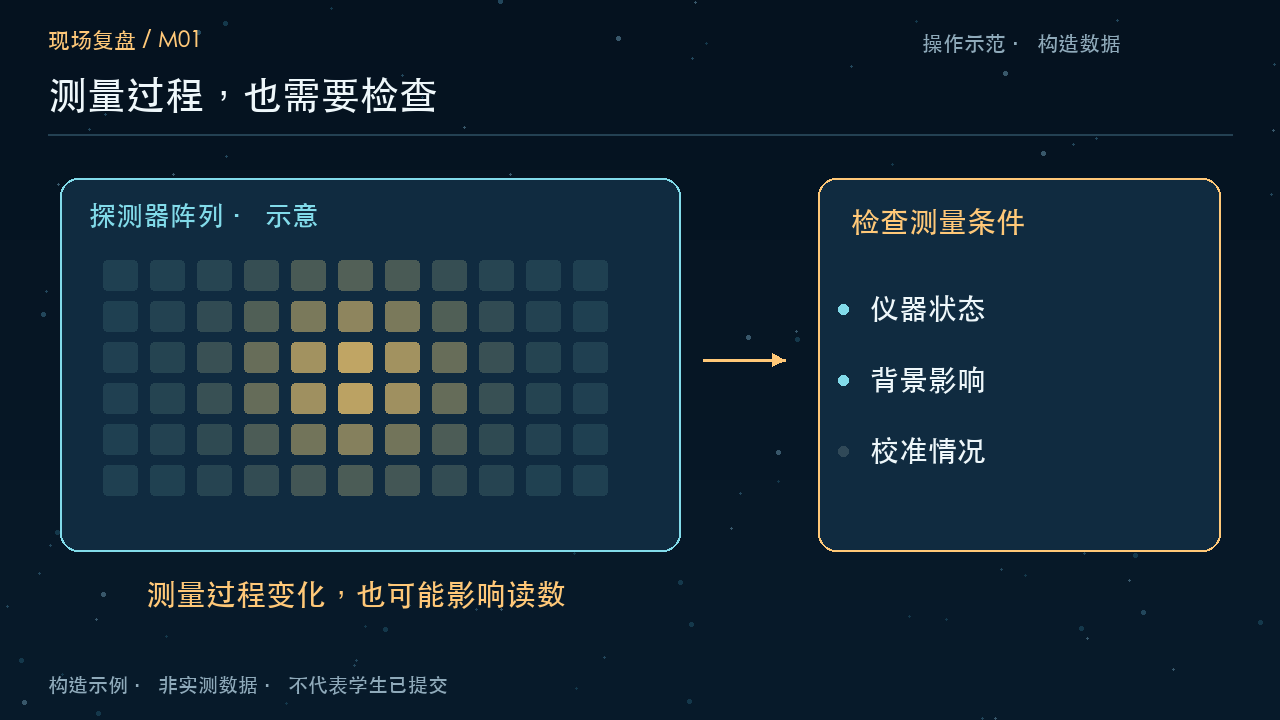 现场复盘 / M01
操作示范 · 构造数据
测量过程，也需要检查
探测器阵列 · 示意
检查测量条件
仪器状态
背景影响
校准情况
测量过程变化，也可能影响读数
构造示例 · 非实测数据 · 不代表学生已提交